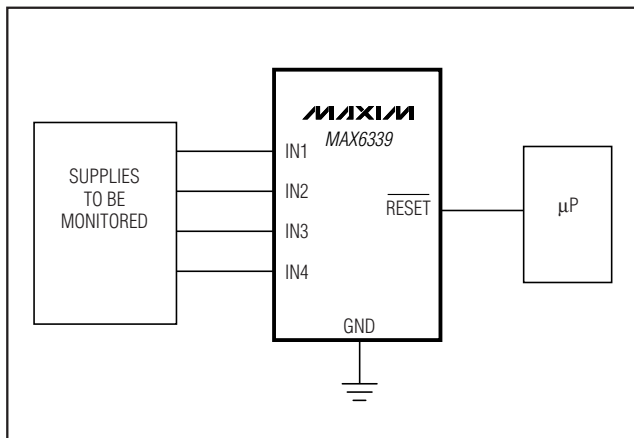 MAXIM
MAX6339
IN1
IN2
IN3
IN4
SUPPLIES
TO BE
MONITORED
RESET
μP
GND